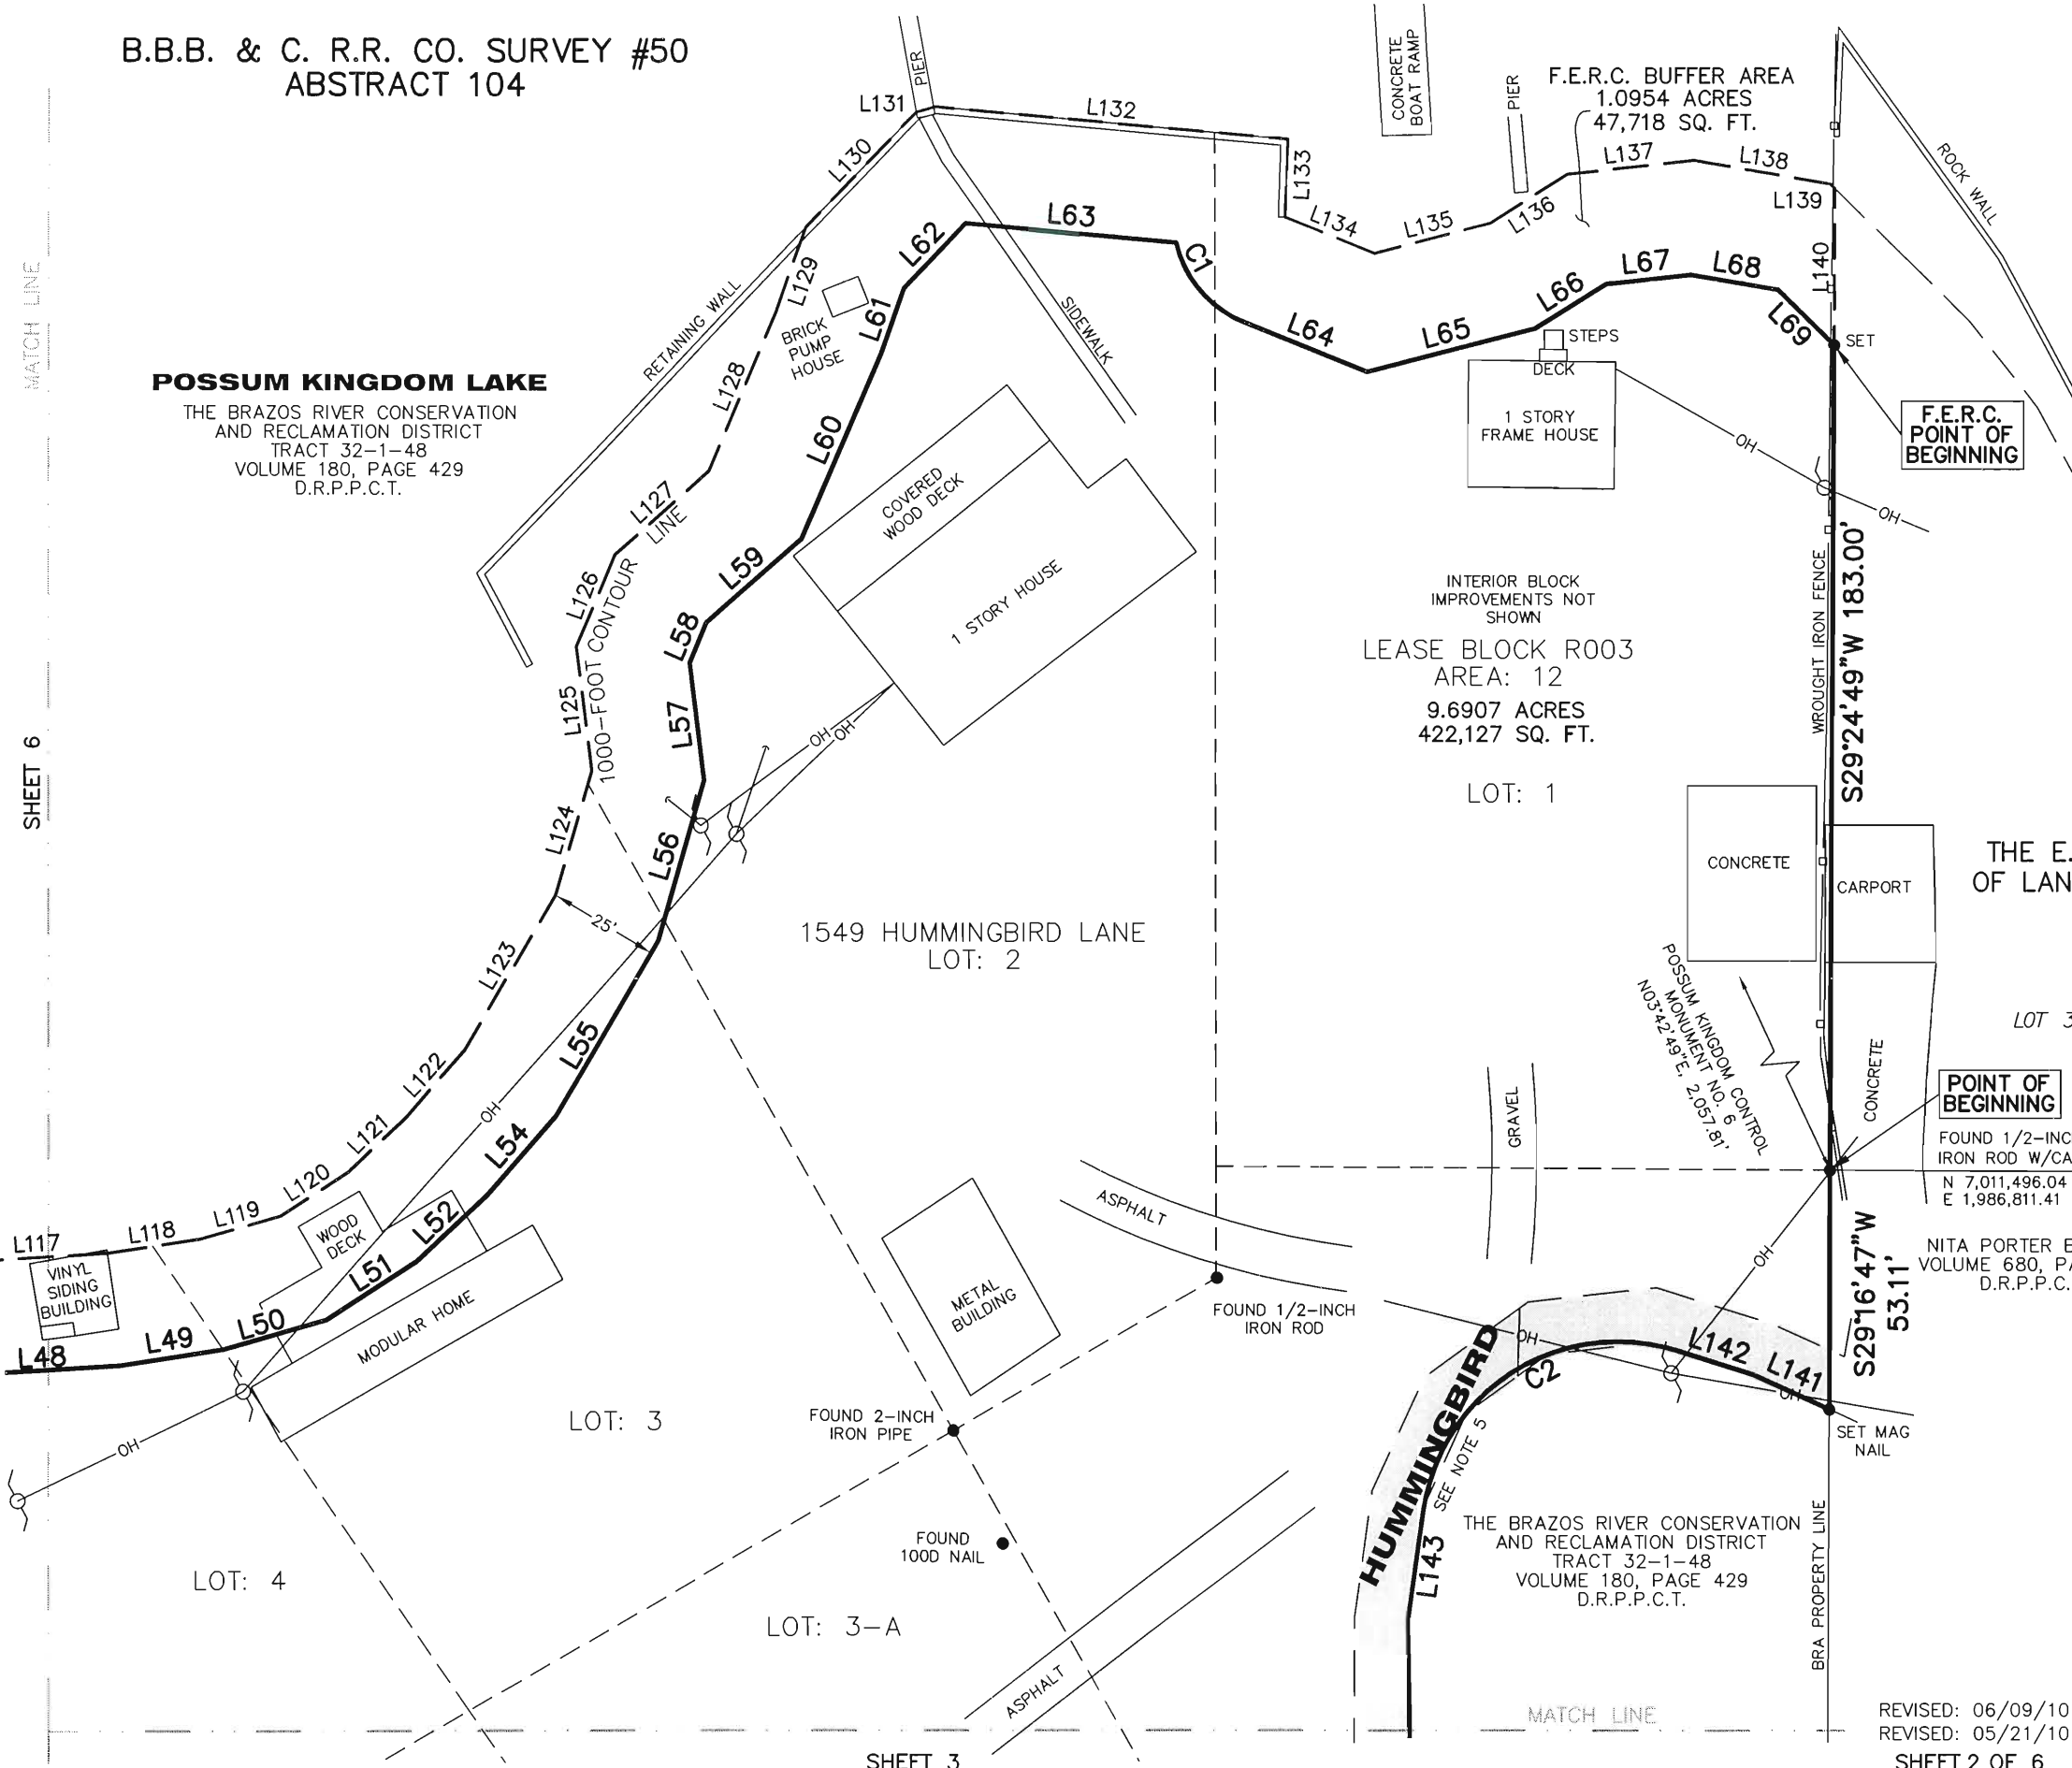 B.B.B. & C. R.R. CO. SURVEY #50
ABSTRACT 104
PIER
CONCRETE
BOAT RAMP
PIER
F.E.R.C. BUFFER AREA
1.0954 ACRES
47,718 SQ. FT.
ROCK WALL
L131
L132
L130
L133
L134
L135
L136
L137
L138
L139
L140
L129
L128
L127
L126
L125
L124
L123
L122
L121
L120
L119
L118
L117
MATCH LINE
SHEET 6
POSSUM KINGDOM LAKE
THE BRAZOS RIVER CONSERVATION
AND RECLAMATION DISTRICT
TRACT 32-1-48
VOLUME 180, PAGE 429
D.R.P.P.C.T.
RETAINING WALL
BRICK
PUMP
HOUSE
SIDEWALK
L62
L63
C1
L64
L65
L66
L67
L68
L69
SET
F.E.R.C.
POINT OF
BEGINNING
STEPS
DECK
1 STORY
FRAME HOUSE
OH
OH
L61
L60
L59
L58
L57
L56
L55
L54
L52
L51
L50
L49
L48
1000-FOOT CONTOUR
LINE
COVERED
WOOD DECK
1 STORY HOUSE
OH
OH
25'
OH
INTERIOR BLOCK
IMPROVEMENTS NOT
SHOWN
LEASE BLOCK R003
AREA: 12
9.6907 ACRES
422,127 SQ. FT.
LOT: 1
WROUGHT IRON FENCE
S29°24'49"W 183.00'
CONCRETE
CARPORT
THE E.
OF LAN
1549 HUMMINGBIRD LANE
LOT: 2
POSSUM KINGDOM CONTROL
MONUMENT NO. 6
N03°42'49"E, 2,057.81'
LOT 3
CONCRETE
POINT OF
BEGINNING
FOUND 1/2-INC
IRON ROD W/CA
N 7,011,496.04
E 1,986,811.41
NITA PORTER E
VOLUME 680, PA
D.R.P.P.C.
S29°16'47"W
53.11'
GRAVEL
ASPHALT
OH
WOOD
DECK
VINYL
SIDING
BUILDING
MODULAR HOME
METAL
BUILDING
FOUND 1/2-INCH
IRON ROD
OH
HUMMINGBIRD
SEE NOTE 5
C2
L142
L141
OH
SET MAG
NAIL
L143
OH
LOT: 3
FOUND 2-INCH
IRON PIPE
FOUND
100D NAIL
LOT: 4
LOT: 3-A
ASPHALT
THE BRAZOS RIVER CONSERVATION
AND RECLAMATION DISTRICT
TRACT 32-1-48
VOLUME 180, PAGE 429
D.R.P.P.C.T.
BRA PROPERTY LINE
MATCH LINE
SHEET 3
REVISED: 06/09/10
REVISED: 05/21/10
SHEET 2 OF 6